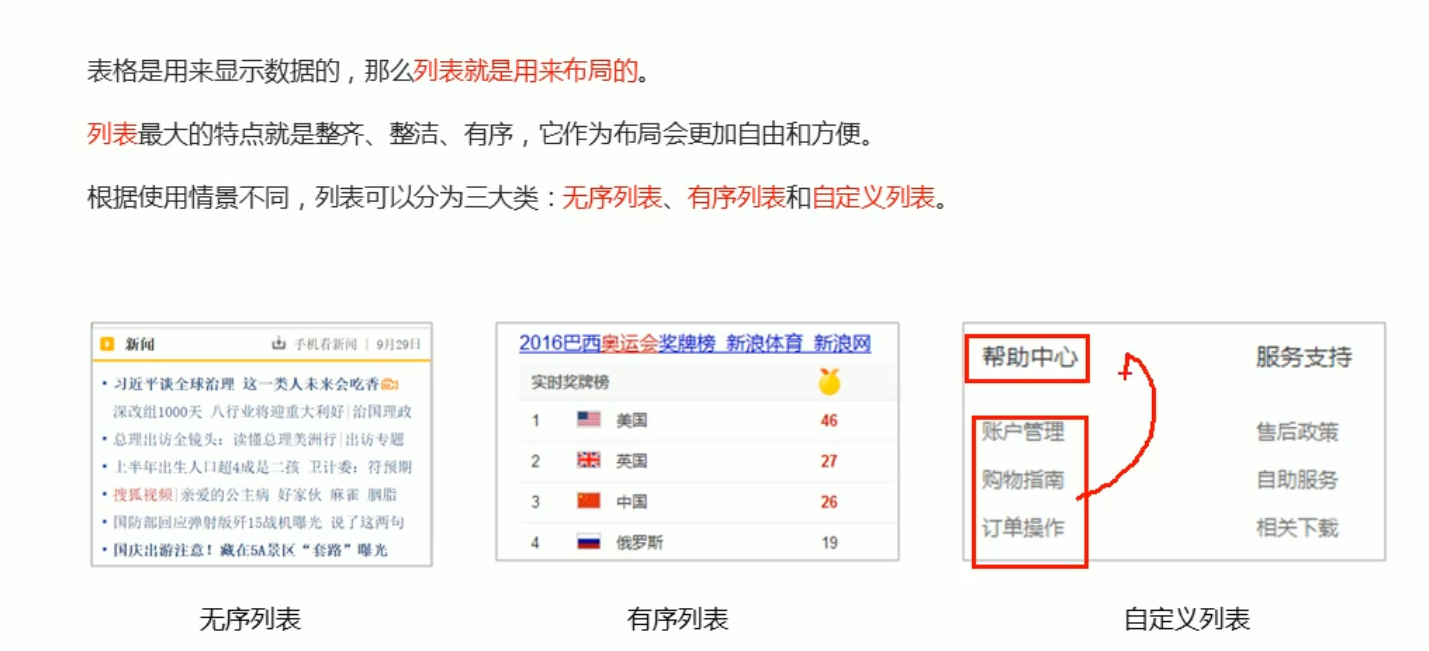 表格是用来显示数据的，那么列表就是用来布局的。
列表最大的特点就是整齐、整洁、有序，它作为布局会更加自由和方便。
根据使用情景不同，列表可以分为三大类：无序列表、有序列表和自定义列表。
新闻 手机看新闻 | 9月29日
习近平谈全球治理 这一类人未来会吃香
深改组1000天 八行业将迎重大利好|治国理政
总理出访全镜头：读懂总理美洲行|出访专题
上半年出生人口超4成是二孩 卫计委：符预期
搜狐视频|亲爱的公主病 好家伙 麻雀 胭脂
国防部回应弹射版歼15战机曝光 说了这两句
国庆出游注意！藏在5A景区“套路”曝光
无序列表
2016巴西奥运会奖牌榜_新浪体育_新浪网
实时奖牌榜
1 美国 46
2 英国 27
3 中国 26
4 俄罗斯 19
有序列表
帮助中心 服务支持
账户管理 售后政策
购物指南 自助服务
订单操作 相关下载
自定义列表